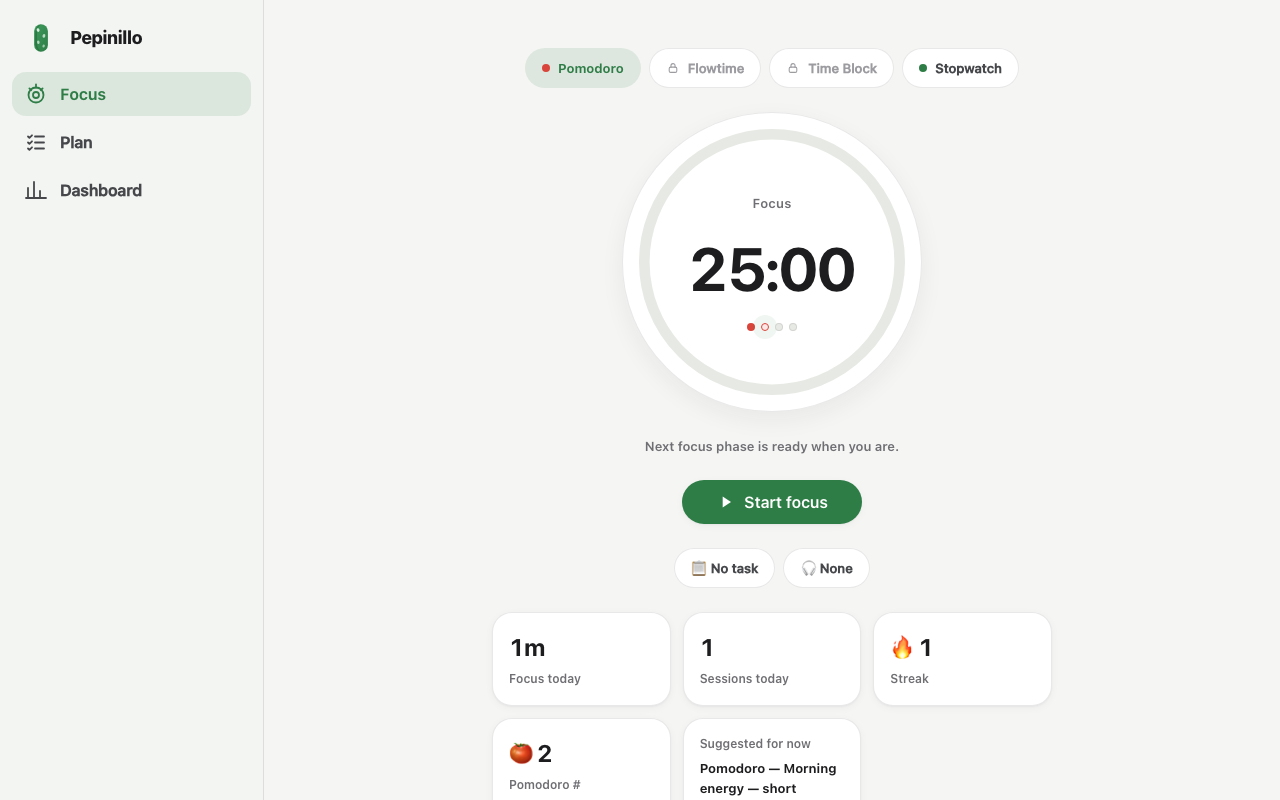 Pepinillo
Focus
Plan
Dashboard
Pomodoro
Flowtime
Time Block
Stopwatch
Focus
25:00
Next focus phase is ready when you are.
Start focus
No task
None
1m
Focus today
1
Sessions today
1
Streak
2
Pomodoro #
Suggested for now
Pomodoro — Morning
energy — short